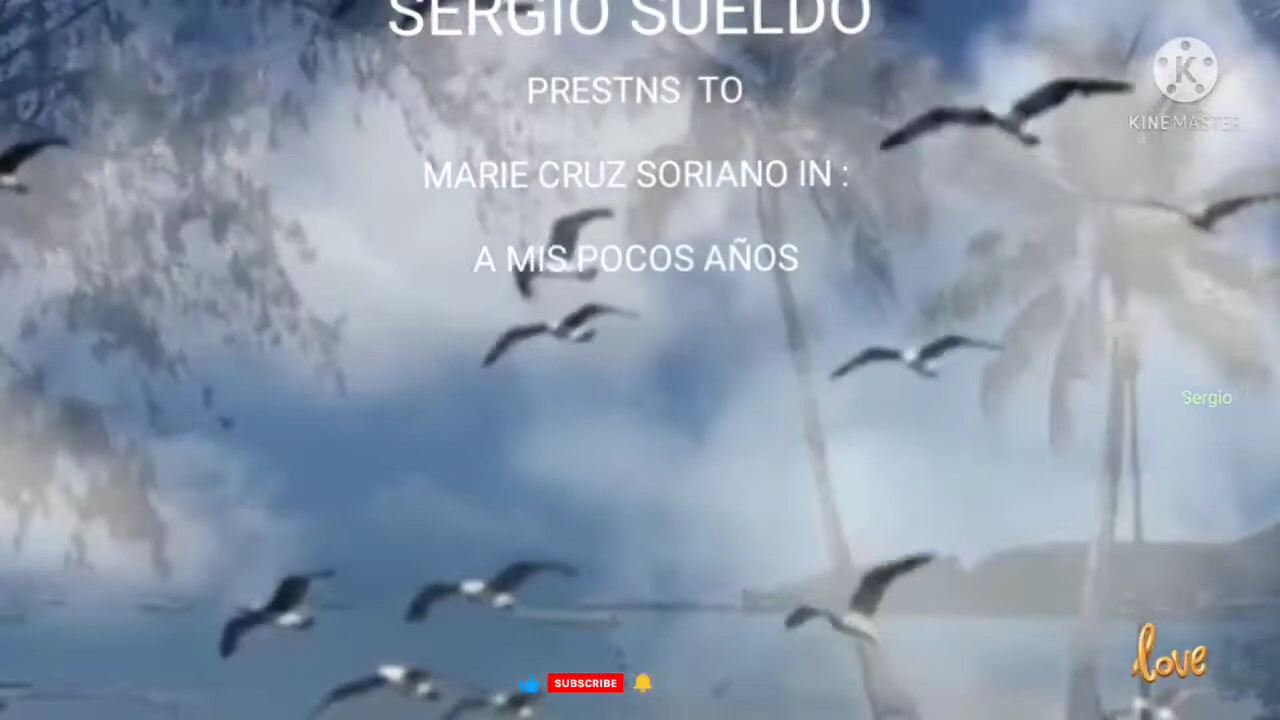 SERGIO SUELDO
PRESTNS TO
MARIE CRUZ SORIANO IN :
A MIS POCOS AÑOS
KINEMASTER
Sergio
love
SUBSCRIBE